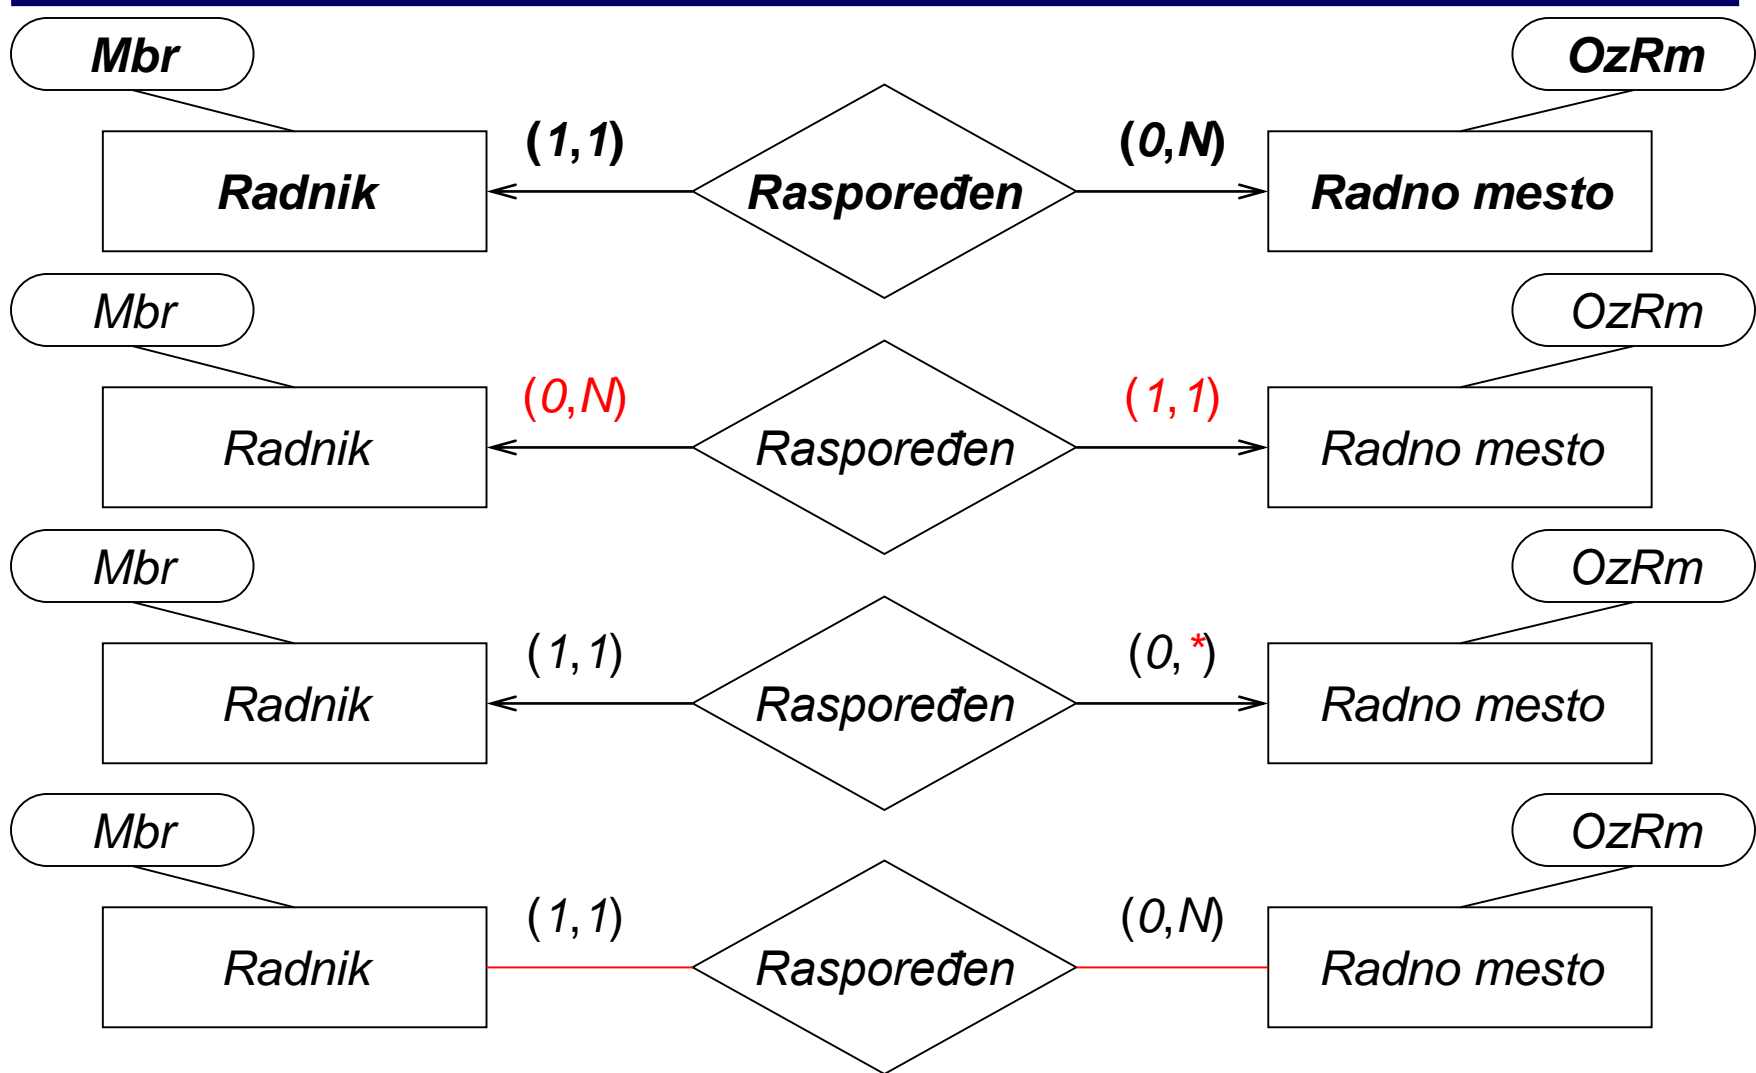 Mbr OzRm
(1,1) (0,N)
Radnik Raspoređen Radno mesto
Mbr OzRm
(0,N) (1,1)
Radnik Raspoređen Radno mesto
Mbr OzRm
(1,1) (0,*)
Radnik Raspoređen Radno mesto
Mbr OzRm
(1,1) (0,N)
Radnik Raspoređen Radno mesto